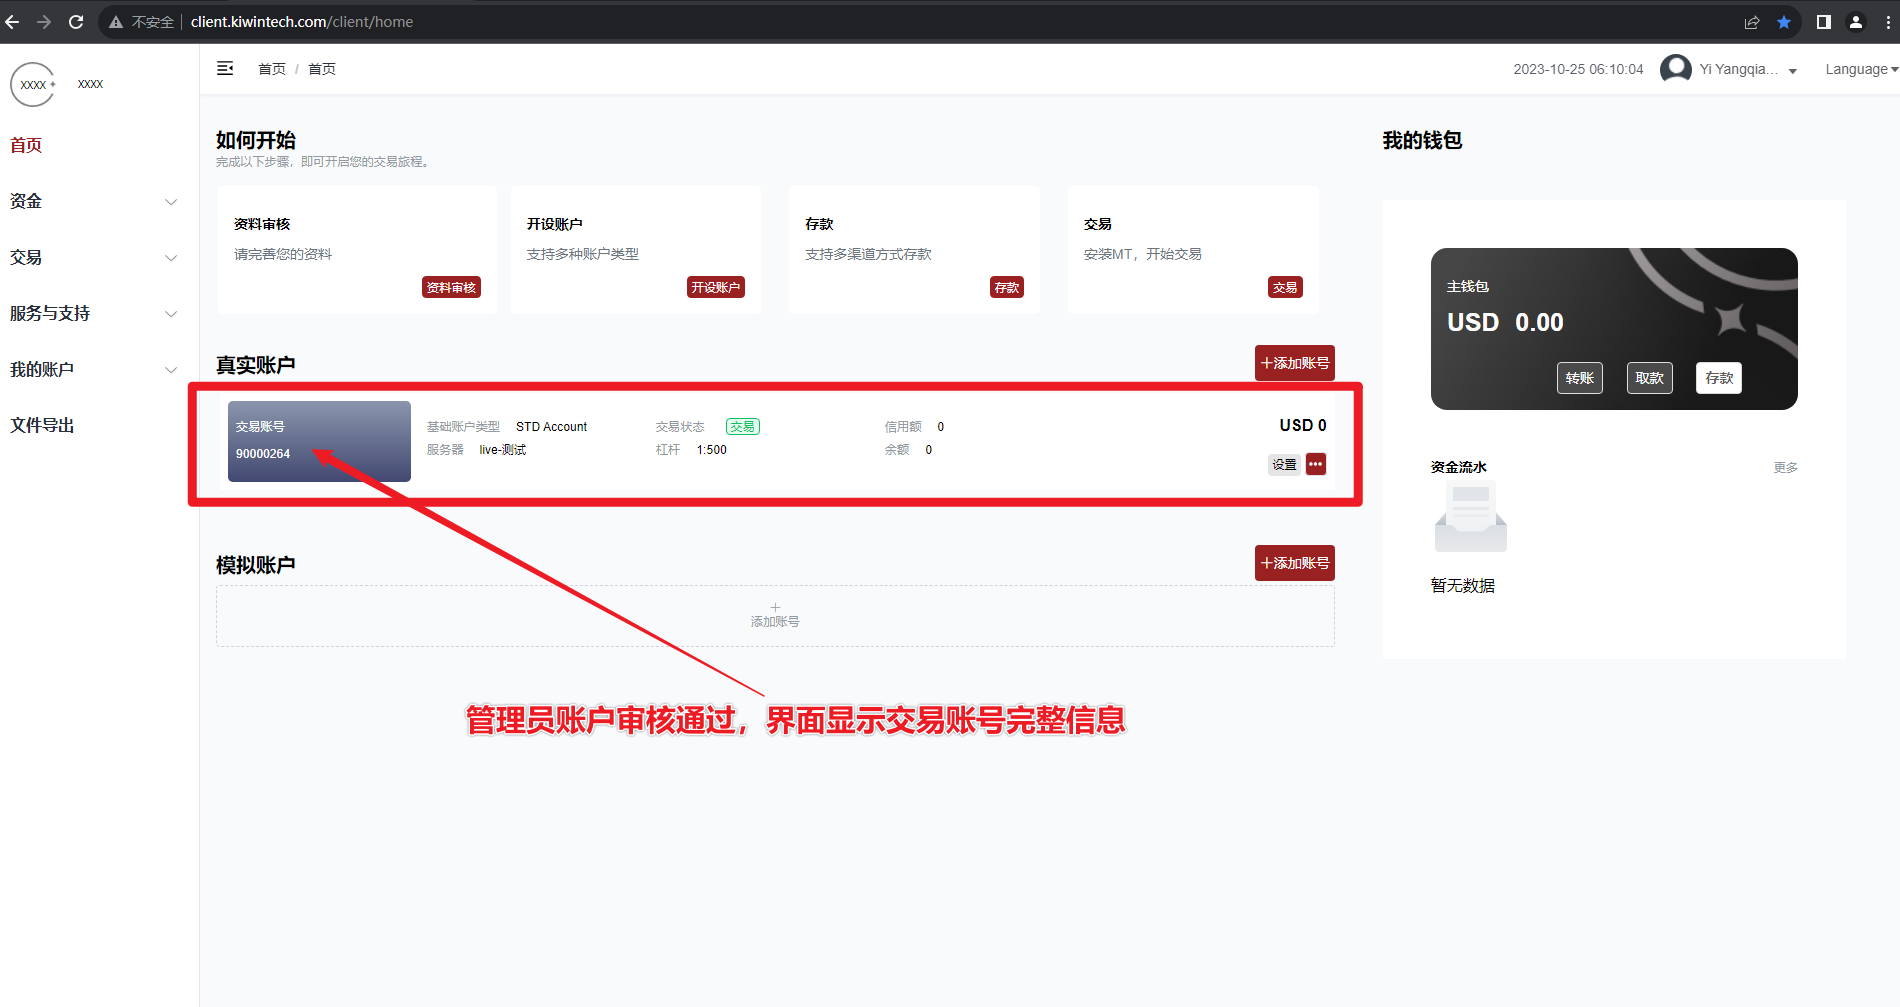 不安全 client.kiwintech.com/client/home
XXXX XXXX
首页 / 首页
2023-10-25 06:10:04 Yi Yangqia... Language
首页
资金
交易
服务与支持
我的账户
文件导出
如何开始
完成以下步骤，即可开启您的交易旅程。
资料审核
请完善您的资料
资料审核
开设账户
支持多种账户类型
开设账户
存款
支持多渠道方式存款
存款
交易
安装MT，开始交易
交易
真实账户
+添加账号
交易账号
90000264
基础账户类型 STD Account
服务器 live-测试
交易状态 交易
杠杆 1:500
信用额 0
余额 0
USD 0
设置
模拟账户
+添加账号
+
添加账号
管理员账户审核通过，界面显示交易账号完整信息
我的钱包
主钱包
USD 0.00
转账 取款 存款
资金流水 更多
暂无数据